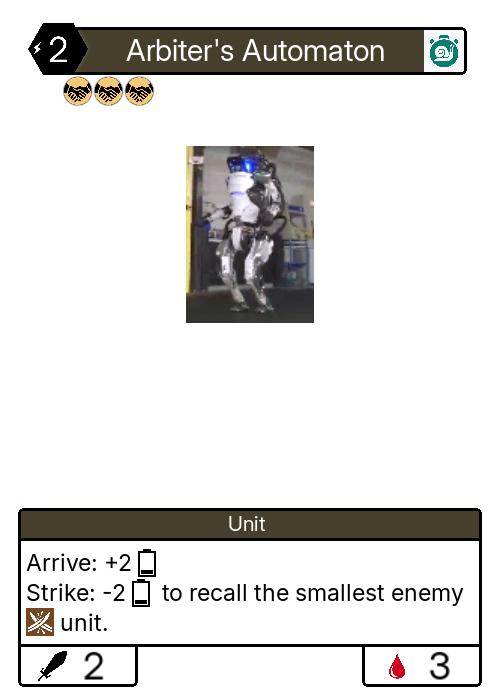 2 Arbiter's Automaton
Unit
Arrive: +2
Strike: -2 to recall the smallest enemy
unit.
2 3